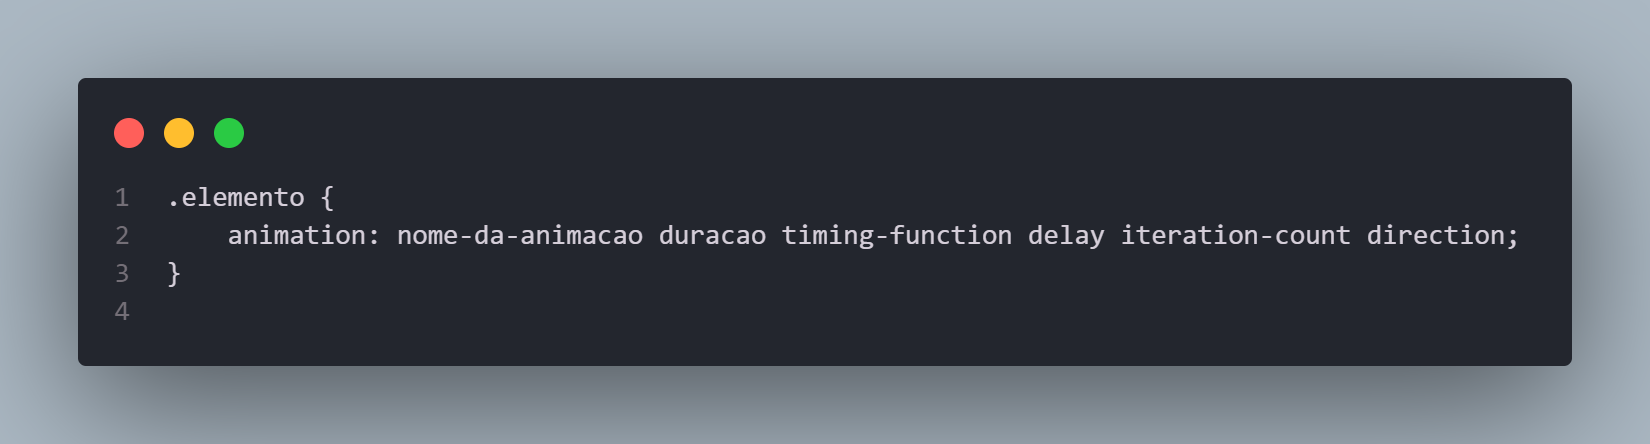 1 .elemento {
2 animation: nome-da-animacao duracao timing-function delay iteration-count direction;
3 }
4